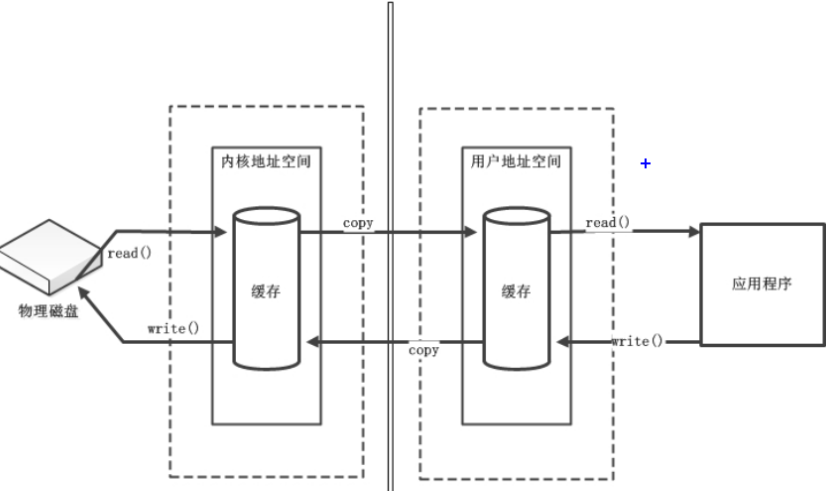 内核地址空间
用户地址空间
copy
read()
read()
缓存
缓存
应用程序
物理磁盘
write()
copy
write()